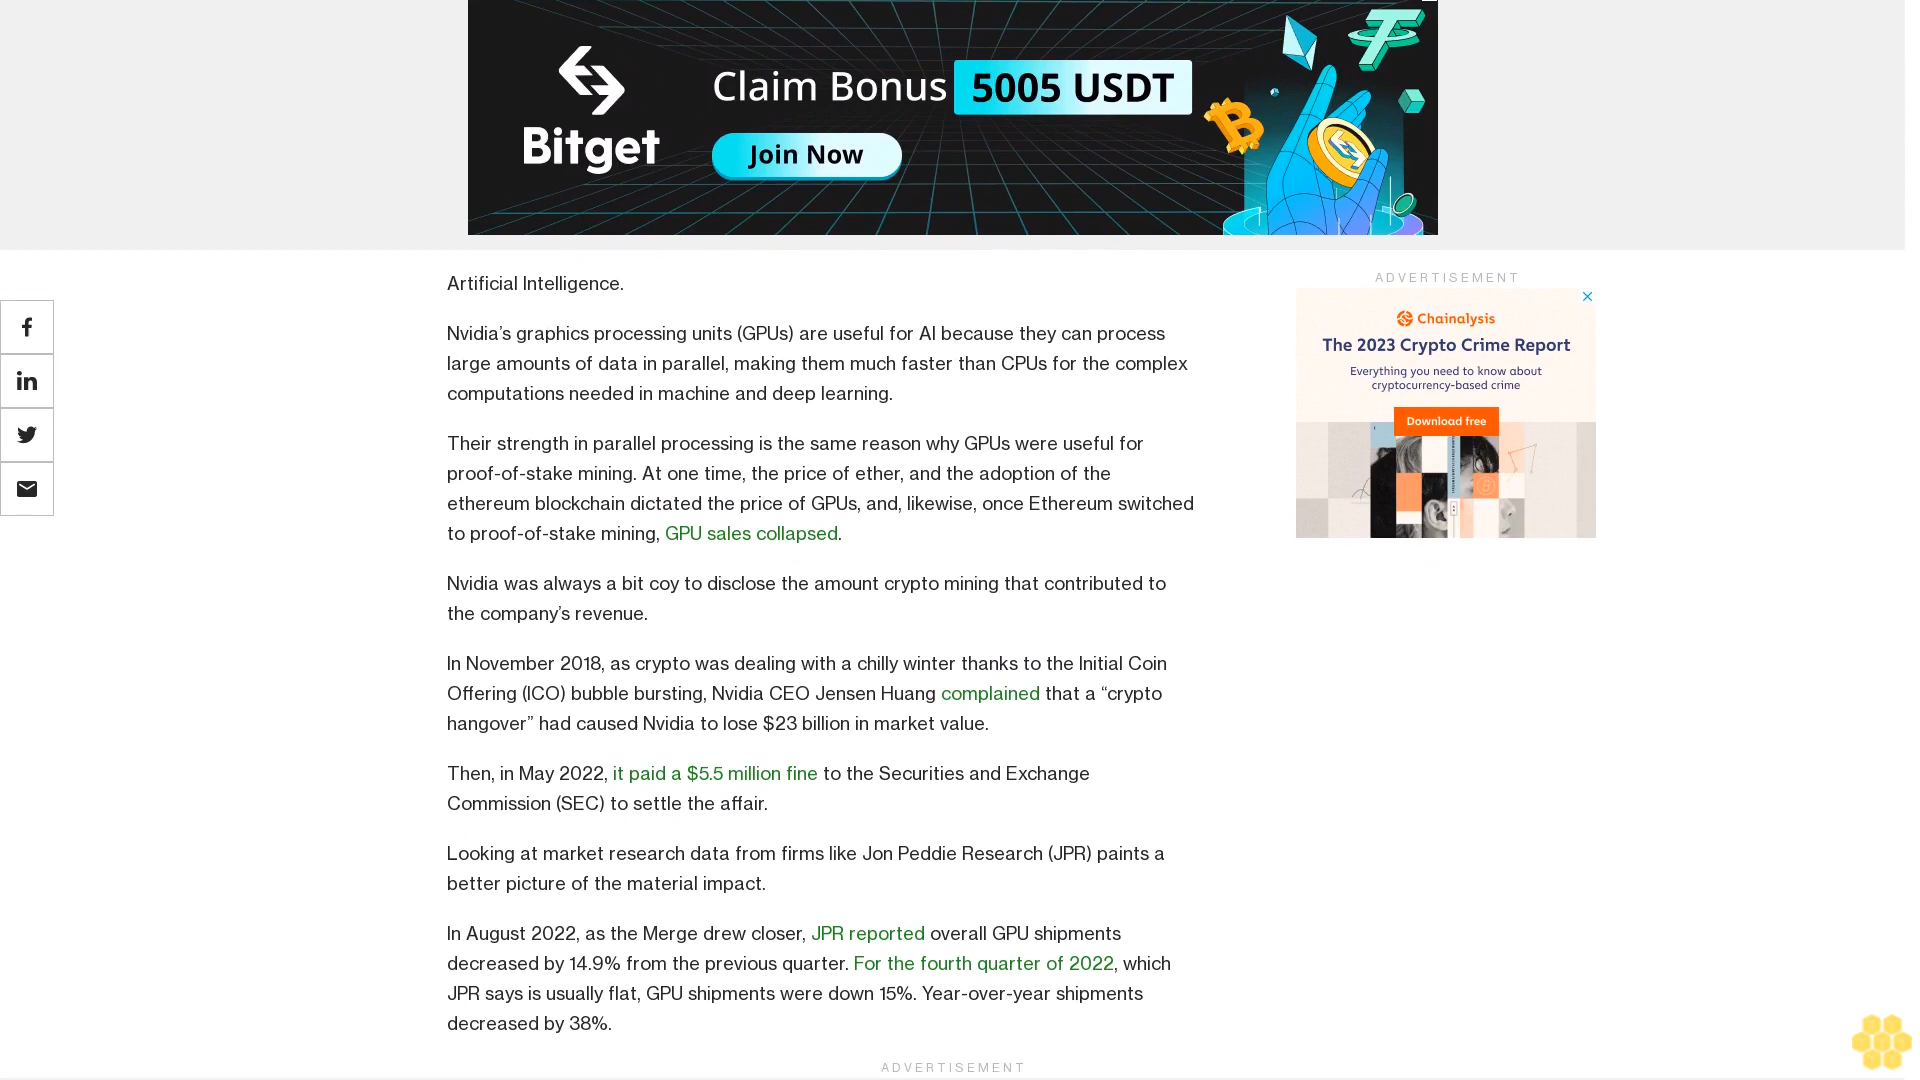 Claim Bonus 5005 USDT
Bitget
Join Now
Artificial Intelligence.
Nvidia’s graphics processing units (GPUs) are useful for AI because they can process
large amounts of data in parallel, making them much faster than CPUs for the complex
computations needed in machine and deep learning.
Their strength in parallel processing is the same reason why GPUs were useful for
proof-of-stake mining. At one time, the price of ether, and the adoption of the
ethereum blockchain dictated the price of GPUs, and, likewise, once Ethereum switched
to proof-of-stake mining, GPU sales collapsed.
Nvidia was always a bit coy to disclose the amount crypto mining that contributed to
the company’s revenue.
In November 2018, as crypto was dealing with a chilly winter thanks to the Initial Coin
Offering (ICO) bubble bursting, Nvidia CEO Jensen Huang complained that a “crypto
hangover” had caused Nvidia to lose $23 billion in market value.
Then, in May 2022, it paid a $5.5 million fine to the Securities and Exchange
Commission (SEC) to settle the affair.
Looking at market research data from firms like Jon Peddie Research (JPR) paints a
better picture of the material impact.
In August 2022, as the Merge drew closer, JPR reported overall GPU shipments
decreased by 14.9% from the previous quarter. For the fourth quarter of 2022, which
JPR says is usually flat, GPU shipments were down 15%. Year-over-year shipments
decreased by 38%.
ADVERTISEMENT
ADVERTISEMENT
Chainalysis
The 2023 Crypto Crime Report
Everything you need to know about
cryptocurrency-based crime
Download free